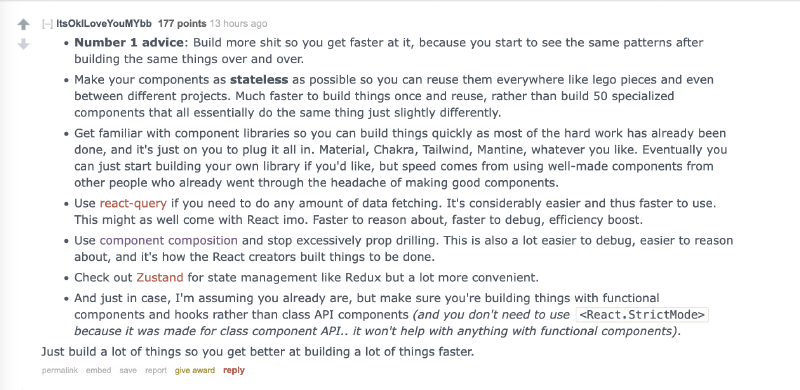 [–] ItsOkILoveYouMYbb 177 points 13 hours ago
• Number 1 advice: Build more shit so you get faster at it, because you start to see the same patterns after
building the same things over and over.
• Make your components as stateless as possible so you can reuse them everywhere like lego pieces and even
between different projects. Much faster to build things once and reuse, rather than build 50 specialized
components that all essentially do the same thing just slightly differently.
• Get familiar with component libraries so you can build things quickly as most of the hard work has already been
done, and it's just on you to plug it all in. Material, Chakra, Tailwind, Mantine, whatever you like. Eventually you
can just start building your own library if you'd like, but speed comes from using well-made components from
other people who already went through the headache of making good components.
• Use react-query if you need to do any amount of data fetching. It's considerably easier and thus faster to use.
This might as well come with React imo. Faster to reason about, faster to debug, efficiency boost.
• Use component composition and stop excessively prop drilling. This is also a lot easier to debug, easier to reason
about, and it's how the React creators built things to be done.
• Check out Zustand for state management like Redux but a lot more convenient.
• And just in case, I'm assuming you already are, but make sure you're building things with functional
components and hooks rather than class API components (and you don't need to use <React.StrictMode>
because it was made for class component API.. it won't help with anything with functional components).
Just build a lot of things so you get better at building a lot of things faster.
permalink embed save report give award reply